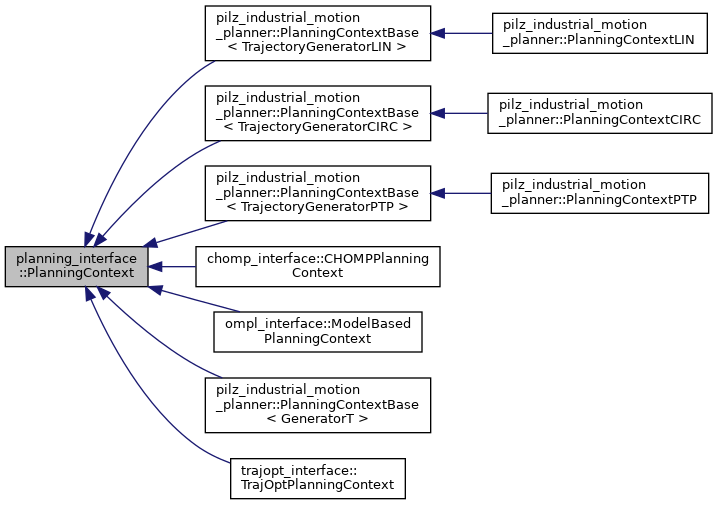 pilz_industrial_motion
_planner::PlanningContextBase
< TrajectoryGeneratorLIN >
pilz_industrial_motion
_planner::PlanningContextLIN
pilz_industrial_motion
_planner::PlanningContextBase
< TrajectoryGeneratorCIRC >
pilz_industrial_motion
_planner::PlanningContextCIRC
pilz_industrial_motion
_planner::PlanningContextBase
< TrajectoryGeneratorPTP >
pilz_industrial_motion
_planner::PlanningContextPTP
planning_interface
::PlanningContext
chomp_interface::CHOMPPlanning
Context
ompl_interface::ModelBased
PlanningContext
pilz_industrial_motion
_planner::PlanningContextBase
< GeneratorT >
trajopt_interface::
TrajOptPlanningContext